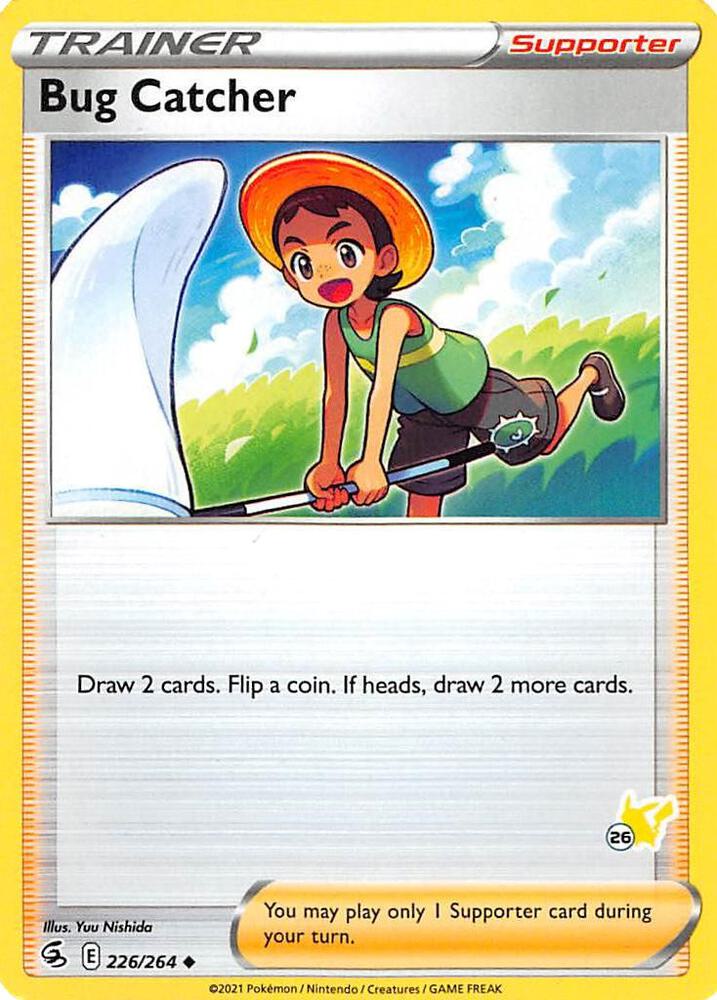 TRAINER
Supporter
Bug Catcher
Draw 2 cards. Flip a coin. If heads, draw 2 more cards.
26
Illus. Yuu Nishida
You may play only 1 Supporter card during
your turn.
E 226/264 ◆
©2021 Pokémon / Nintendo / Creatures / GAME FREAK